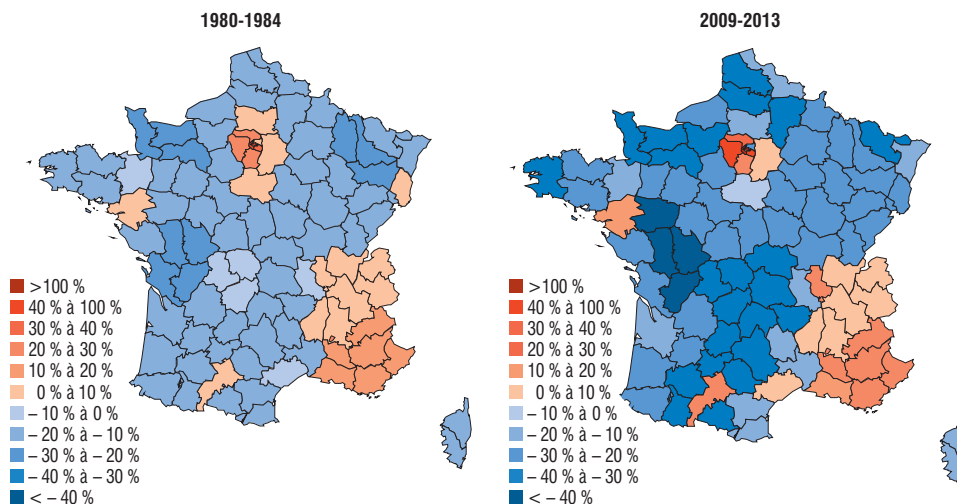 1980-1984
>100 %
40 % à 100 %
30 % à 40 %
20 % à 30 %
10 % à 20 %
0 % à 10 %
– 10 % à 0 %
– 20 % à – 10 %
– 30 % à – 20 %
– 40 % à – 30 %
< – 40 %
2009-2013
>100 %
40 % à 100 %
30 % à 40 %
20 % à 30 %
10 % à 20 %
0 % à 10 %
– 10 % à 0 %
– 20 % à – 10 %
– 30 % à – 20 %
– 40 % à – 30 %
< – 40 %